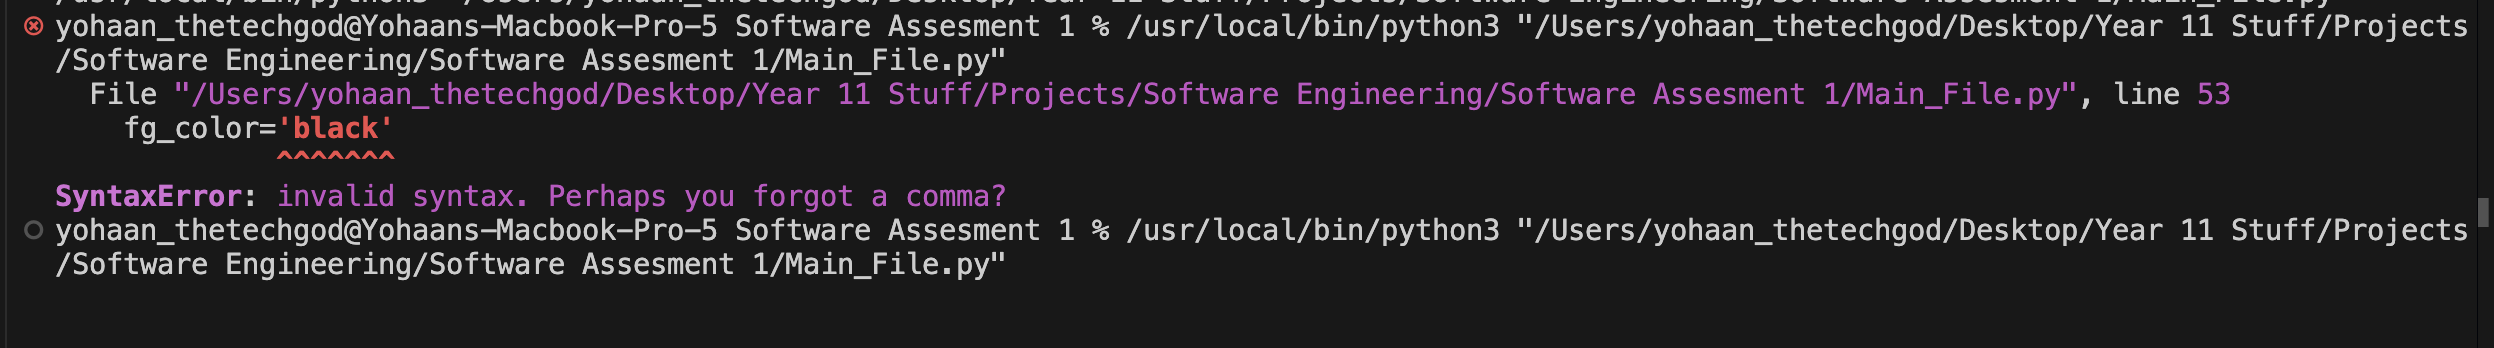 yohaan_thetechgod@Yohaans-Macbook-Pro-5 Software Assesment 1 % /usr/local/bin/python3 "/Users/yohaan_thetechgod/Desktop/Year 11 Stuff/Projects
/Software Engineering/Software Assesment 1/Main_File.py"
File "/Users/yohaan_thetechgod/Desktop/Year 11 Stuff/Projects/Software Engineering/Software Assesment 1/Main_File.py", line 53
fg_color='black'
^^^^^^^
SyntaxError: invalid syntax. Perhaps you forgot a comma?
yohaan_thetechgod@Yohaans-Macbook-Pro-5 Software Assesment 1 % /usr/local/bin/python3 "/Users/yohaan_thetechgod/Desktop/Year 11 Stuff/Projects
/Software Engineering/Software Assesment 1/Main_File.py"